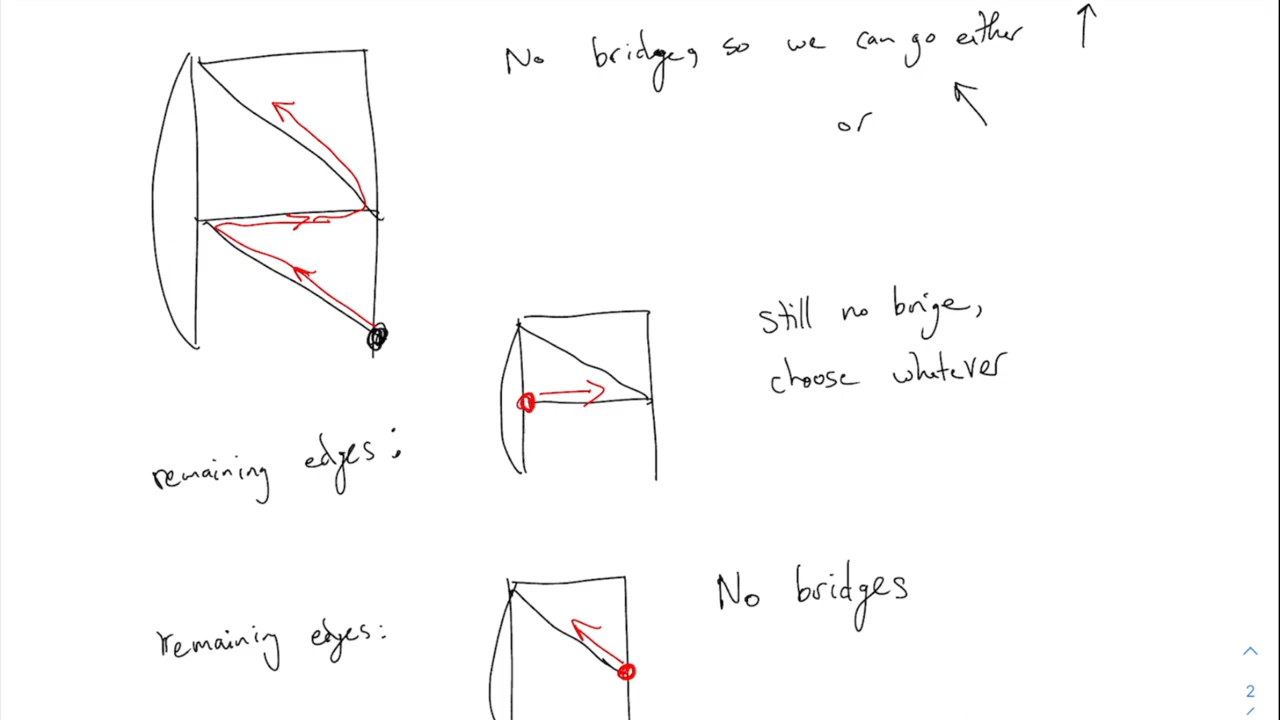 No bridge, so we can go either ↑
or ↖
still no brige,
choose whatever
remaining edges:
remaining edges:
No bridges
2